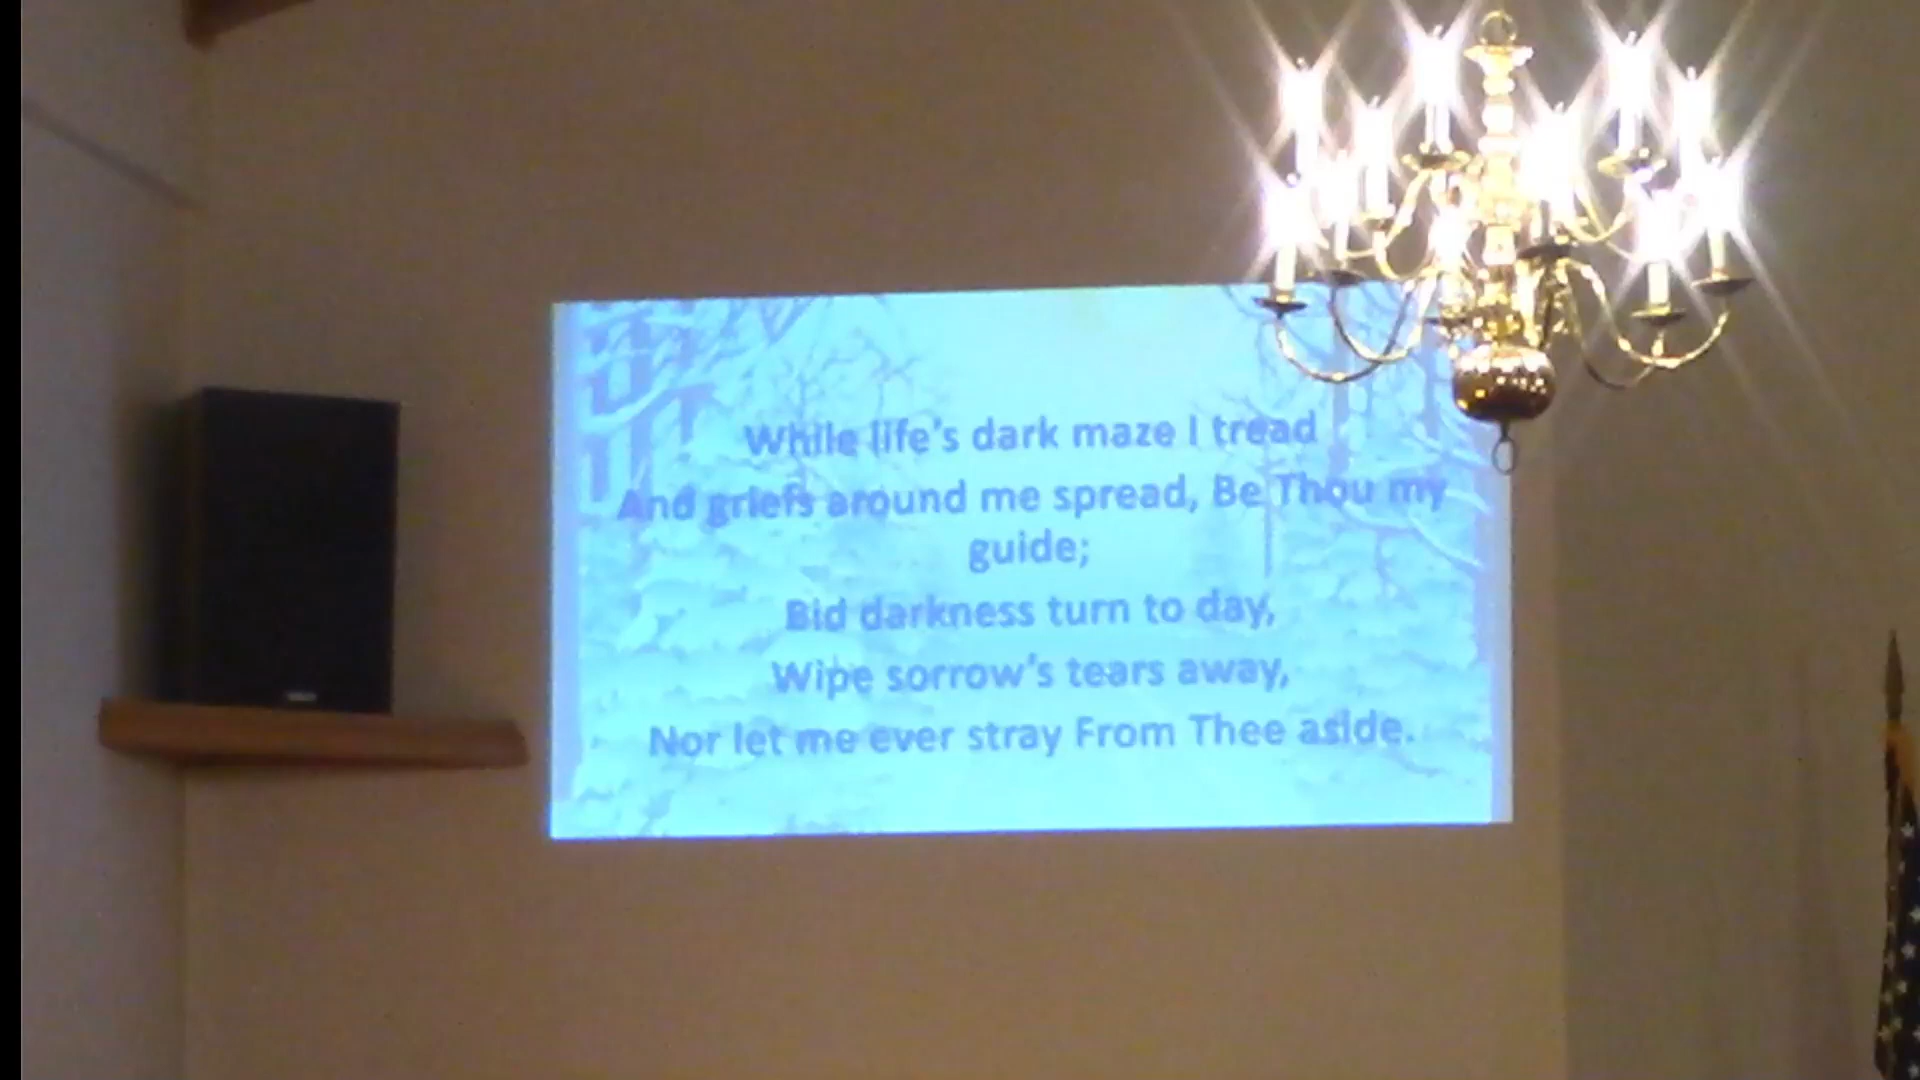 While life's dark maze I tread
And griefs around me spread, Be Thou my
guide;
Bid darkness turn to day,
Wipe sorrow's tears away,
Nor let me ever stray From Thee aside.